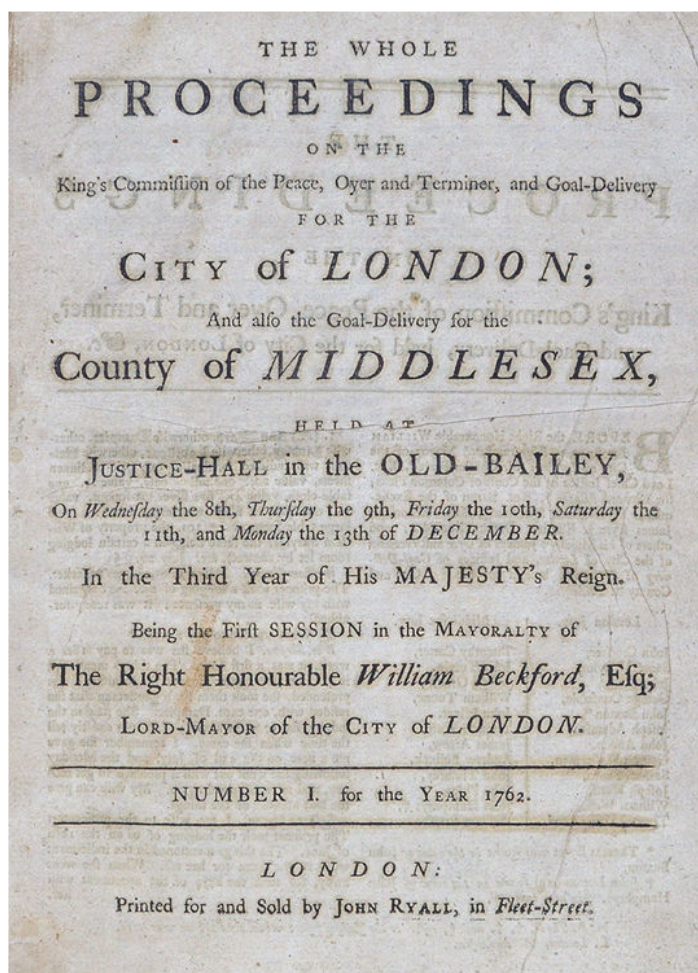 THE WHOLE
PROCEEDINGS
ON THE
King's Commiſſion of the Peace, Oyer and Terminer, and Goal-Delivery
FOR THE
CITY of LONDON;
And alſo the Goal-Delivery for the
County of MIDDLESEX,
HELD AT
JUSTICE-HALL in the OLD-BAILEY,
On Wedneſday the 8th, Thurſday the 9th, Friday the 10th, Saturday the
11th, and Monday the 13th of DECEMBER.
In the Third Year of His MAJESTY's Reign.
Being the Firſt SESSION in the MAYORALTY of
The Right Honourable William Beckford, Eſq;
LORD-MAYOR of the CITY of LONDON.
NUMBER I. for the YEAR 1762.
LONDON:
Printed for and Sold by JOHN RYALL, in Fleet-Street.